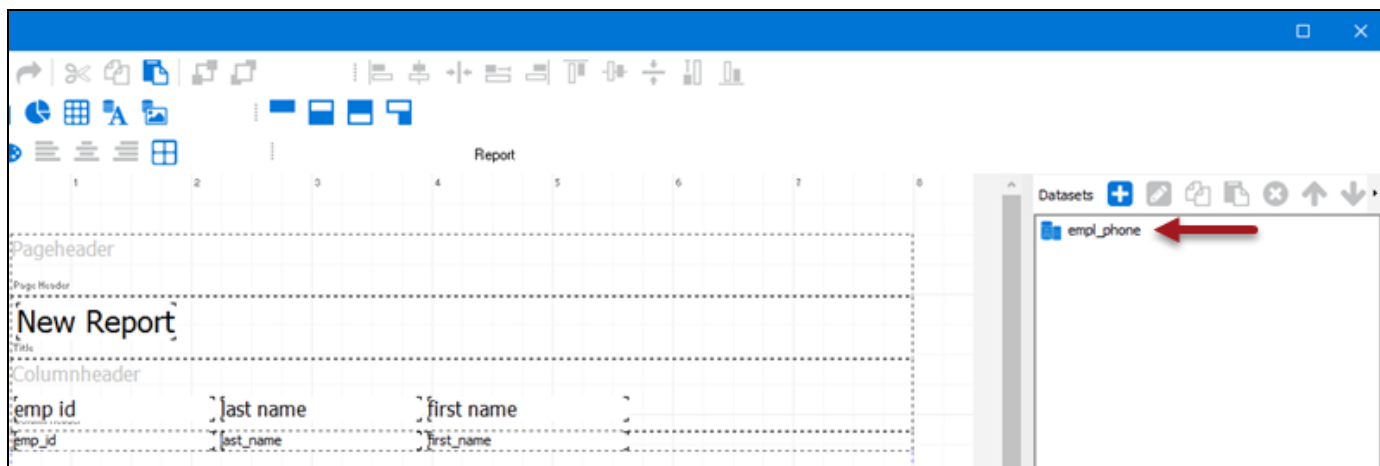 Report
1 2 3 4 5 6 7 8
Datasets
empl_phone
Pageheader
Page Header
New Report
Title
Columnheader
emp id last name first name
emp_id last_name first_name